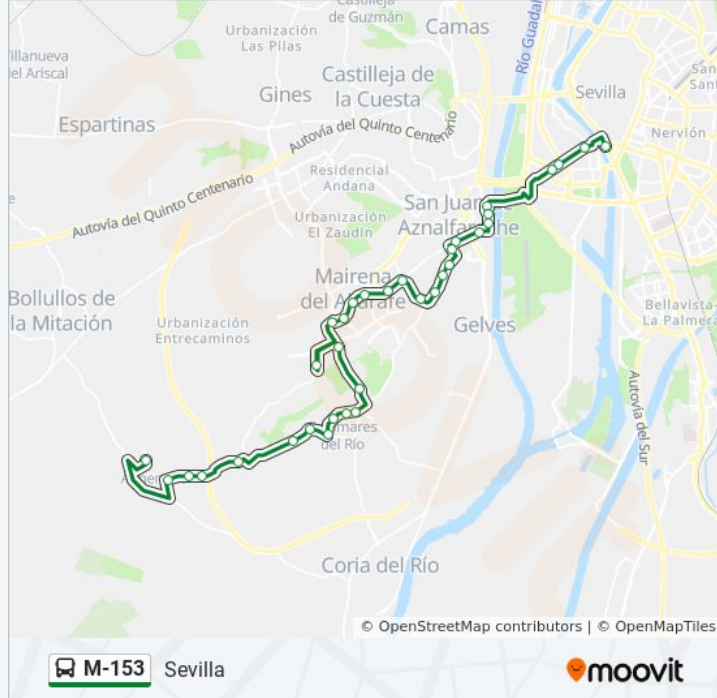 Castilleja
de Guzmán
Camas
Río Guadal
Urbanización
Las Pilas
Villanueva
del Ariscal
Castilleja de
la Cuesta
Sevilla
San
Sant
Gines
Espartinas
Autovía del Quinto Centenario
Nervión
Residencial
Andana
Autovía del Quinto Centenario
San Juan
Aznalfarache
Urbanización
El Zaudín
Mairena
del Aljarafe
Bollullos de
la Mitación
Gelves
Bellavista-
La Palmera
Urbanización
Entrecaminos
Autovía del Sur
del Río
Coria del Río
© OpenStreetMap contributors | © OpenMapTiles
M-153 Sevilla
moovit